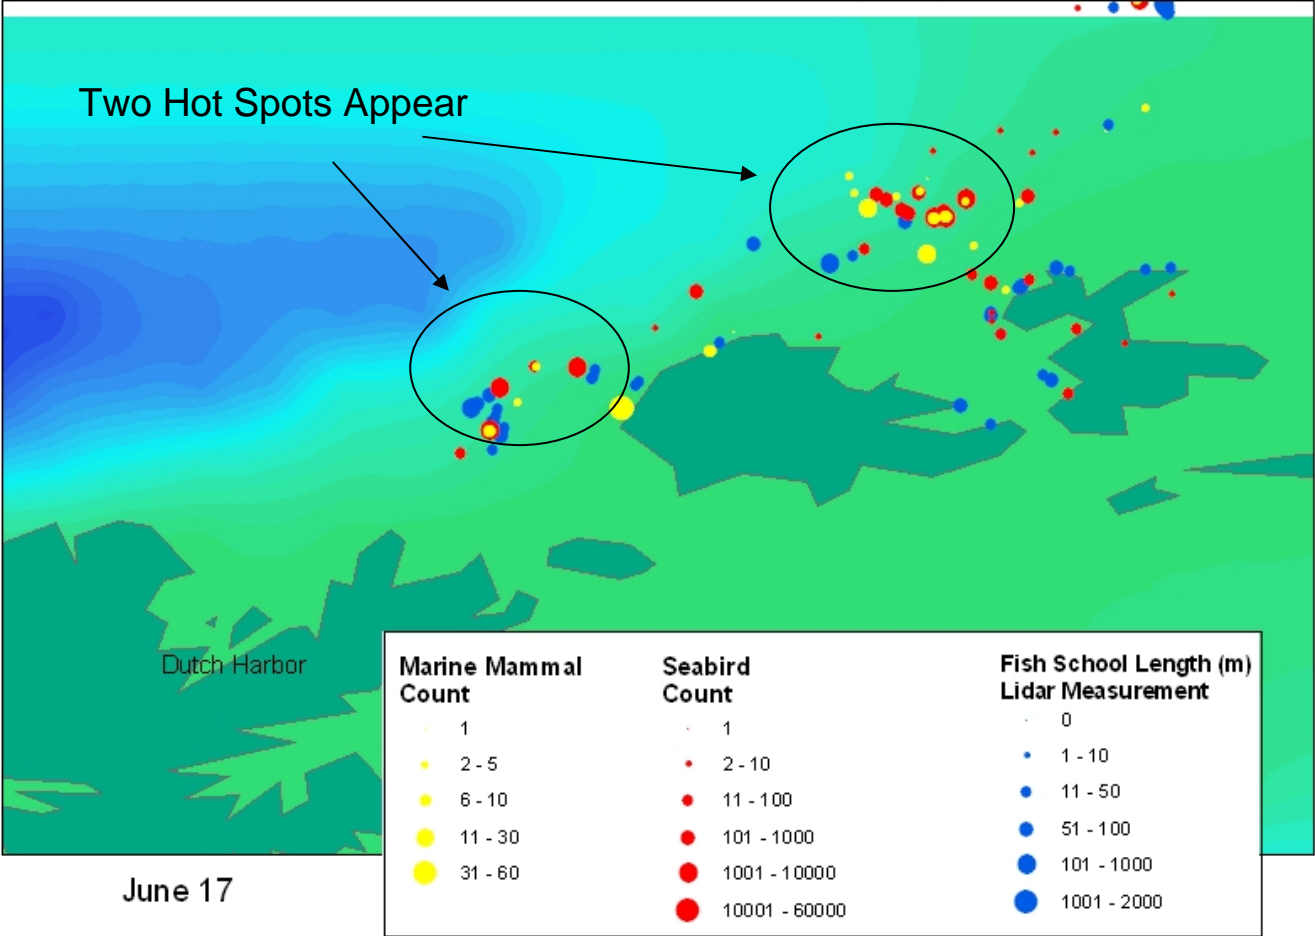 Two Hot Spots Appear
Dutch Harbor
Marine Mammal
Count
1
2 - 5
6 - 10
11 - 30
31 - 60
Seabird
Count
1
2 - 10
11 - 100
101 - 1000
1001 - 10000
10001 - 60000
Fish School Length (m)
Lidar Measurement
0
1 - 10
11 - 50
51 - 100
101 - 1000
1001 - 2000
June 17